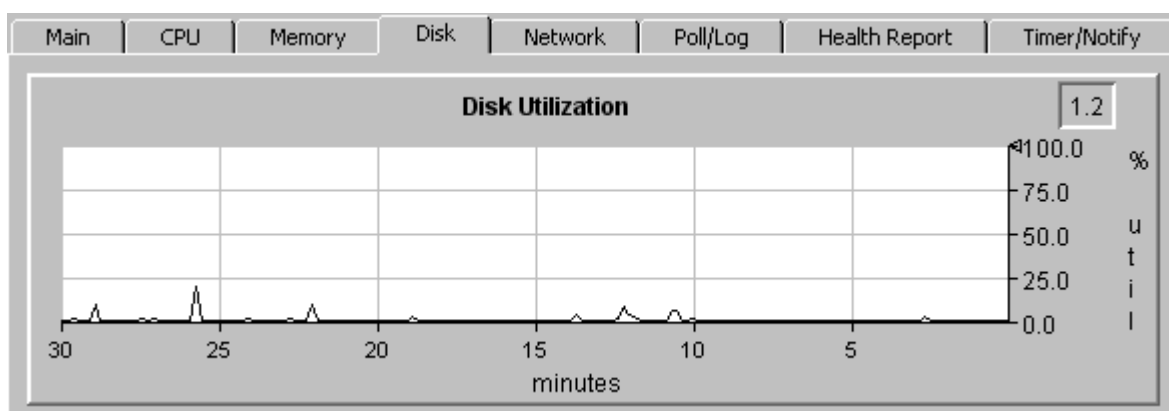 Main CPU Memory Disk Network Poll/Log Health Report Timer/Notify
Disk Utilization 1.2
100.0
75.0
50.0
25.0
0.0
% util
30 25 20 15 10 5
minutes